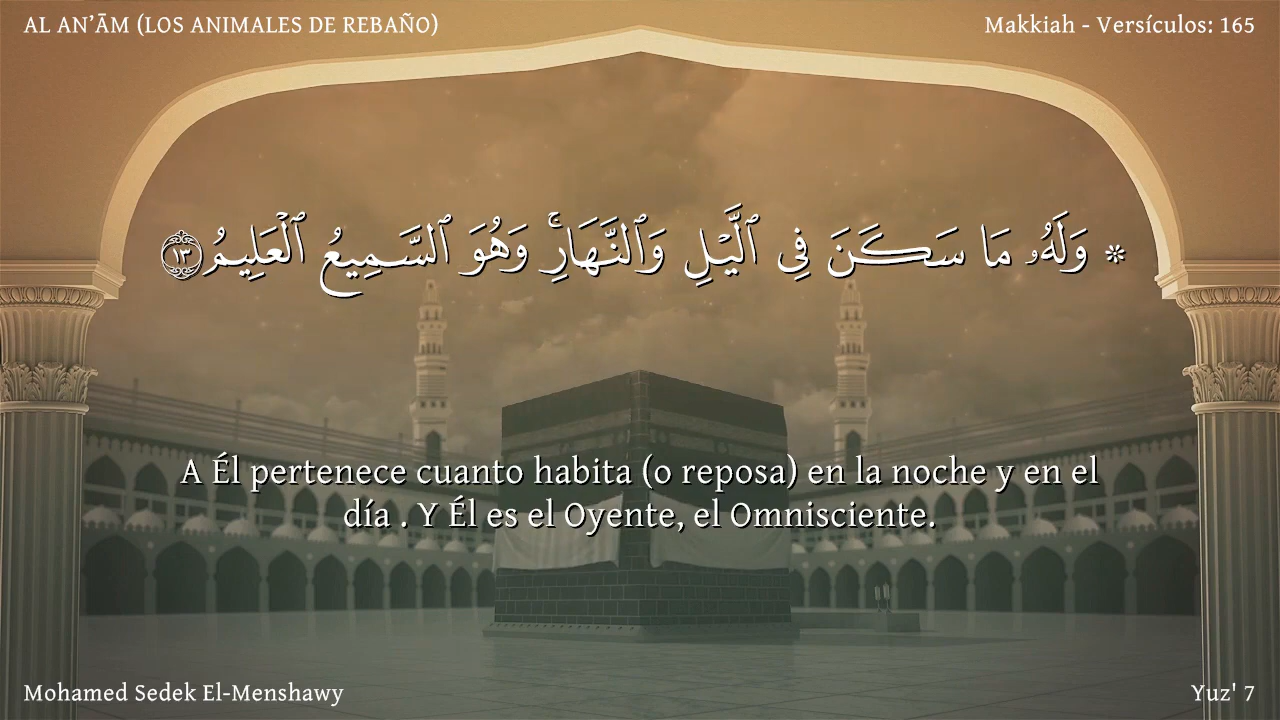 AL AN’ĀM (LOS ANIMALES DE REBAÑO)
Makkiah - Versículos: 165
۞ وَلَهُۥ مَا سَكَنَ فِي ٱلَّيۡلِ وَٱلنَّهَارِۚ وَهُوَ ٱلسَّمِيعُ ٱلۡعَلِيمُ ١٣
A Él pertenece cuanto habita (o reposa) en la noche y en el
día . Y Él es el Oyente, el Omnisciente.
Mohamed Sedek El-Menshawy
Yuz' 7